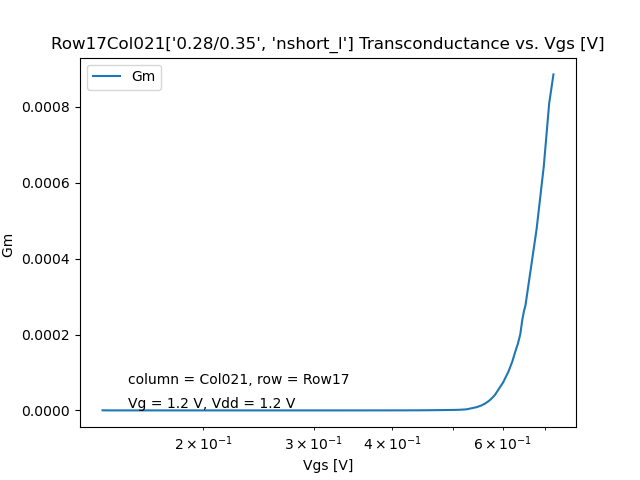 Row17Col021['0.28/0.35', 'nshort_l'] Transconductance vs. Vgs [V]
Gm
0.0008
0.0006
0.0004
0.0002
0.0000
Gm
column = Col021, row = Row17
Vg = 1.2 V, Vdd = 1.2 V
2 × 10⁻¹ 3 × 10⁻¹ 4 × 10⁻¹ 6 × 10⁻¹
Vgs [V]